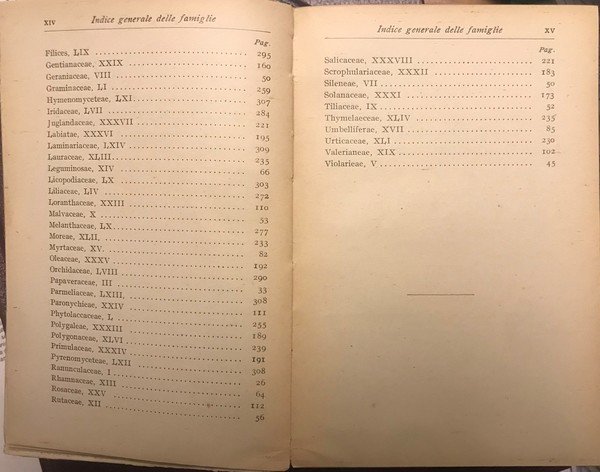 XIV Indice generale delle famiglie
Pag.
Filices, LIX 295
Gentianaceae, XXIX 160
Geraniaceae, VIII 50
Graminaceae, LI 259
Hymenomyceteae, LXI 307
Iridaceae, LVII 284
Juglandaceae, XXXVII 221
Labiatae, XXXVI 195
Laminariaceae, LXIV 309
Lauraceae, XLIII 235
Leguminosae, XIV 66
Licopodiaceae, LX 303
Liliaceae, LIV 272
Loranthaceae, XXIII 110
Malvaceae, X 53
Melanthaceae, LX 277
Moreae, XLII, 233
Myrtaceae, XV. 82
Oleaceae, XXXV 192
Orchidaceae, LVIII 290
Papaveraceae, III 33
Parmeliaceae, LXIII, 308
Paronychieae, XXIV 111
Phytolaccaceae, L 255
Polygaleae, XXXIII 189
Polygonaceae, XLVI 239
Primulaceae, XXXIV 191
Pyrenomyceteae, LXII 308
Ranunculaceae, I 26
Rhamnaceae, XIII 64
Rosaceae, XXV 112
Rutaceae, XII 56
Indice generale delle famiglie XV
Pag.
Salicaceae, XXXVIII 221
Scrophulariaceae, XXXII 183
Sileneae, VII 50
Solanaceae, XXXI 173
Tiliaceae, IX 52
Thymelaeceae, XLIV 235
Umbelliferae, XVII 85
Urticaceae, XLI 230
Valerianeae, XIX 102
Violarieae, V 45